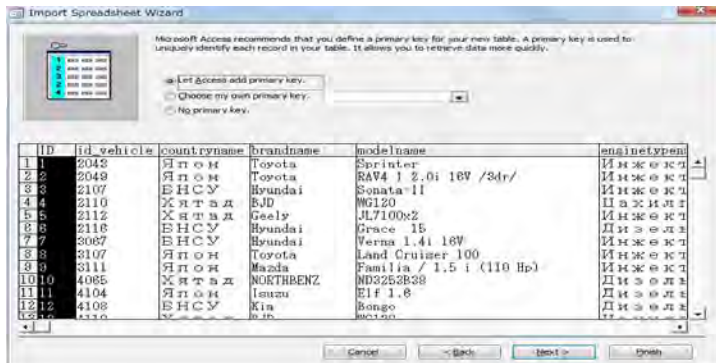 Import Spreadsheet Wizard
Microsoft Access recommends that you define a primary key for your new table. A primary key is used to
uniquely identify each record in your table. It allows you to retrieve data more quickly.
Let Access add primary key.
Choose my own primary key.
No primary key.
ID id_vehicle countryname brandname modelname enginetypen
1 1 2043 Япон Toyota Sprinter Инжект
2 2 2049 Япон Toyota RAV4 I 2.0i 16V /3dr/ Инжект
3 3 2107 БНСУ Hyundai Sonata-II Инжект
4 4 2110 Хятад BJD WG120 Цахилг
5 5 2112 Хятад Geely JL7100x2 Инжект
6 6 2116 БНСУ Hyundai Grace 15 Дизель
7 7 3067 БНСУ Hyundai Verna 1.4i 16V Инжект
8 8 3107 Япон Toyota Land Cruiser 100 Инжект
9 9 3111 Япон Mazda Familia / 1.5 i (110 Hp) Инжект
10 10 4065 Хятад NORTHBENZ ND3253B38 Дизель
11 11 4104 Япон Isuzu Elf 1.6 Дизель
12 12 4108 БНСУ Kia Bongo Дизель
Cancel < Back Next > Finish